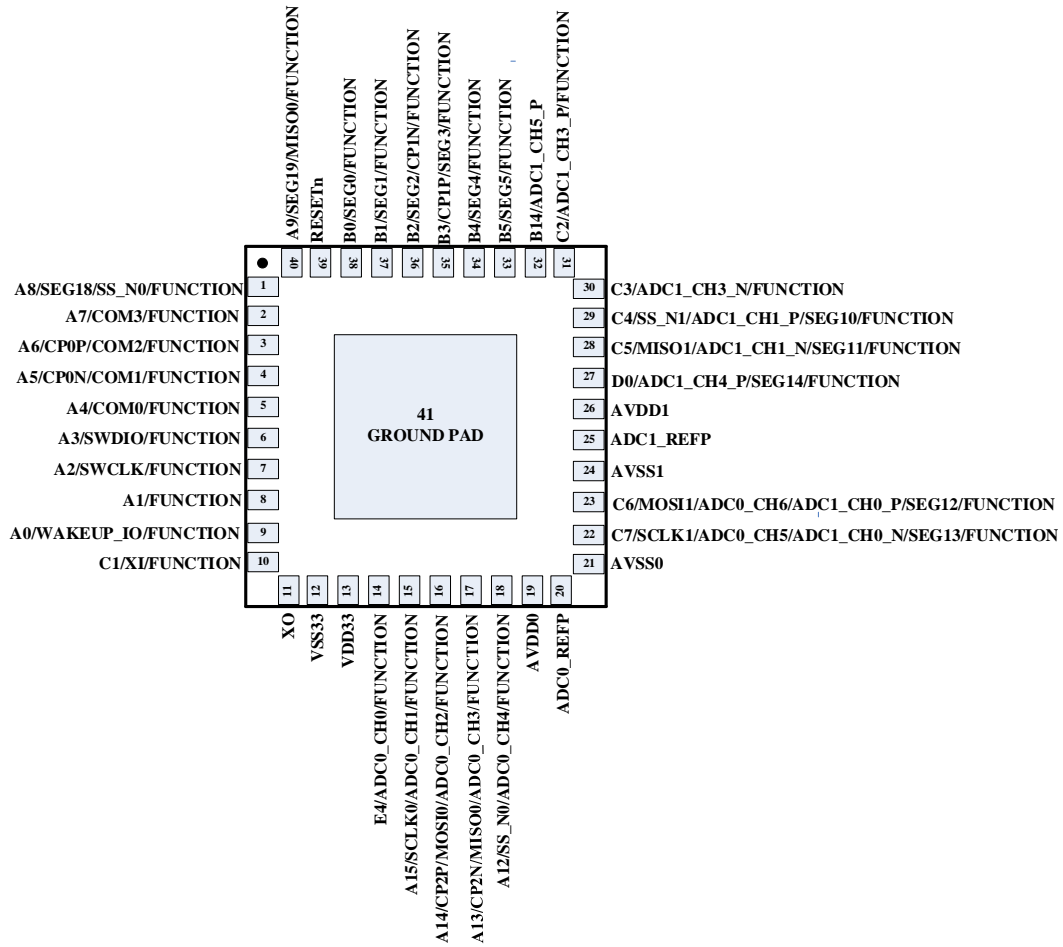 A9/SEG19/MISO0/FUNCTION
RESETn
B0/SEG0/FUNCTION
B1/SEG1/FUNCTION
B2/SEG2/CP1N/FUNCTION
B3/CP1P/SEG3/FUNCTION
B4/SEG4/FUNCTION
B5/SEG5/FUNCTION
B14/ADC1_CH5_P
C2/ADC1_CH3_P/FUNCTION
40
39
38
37
36
35
34
33
32
31
A8/SEG18/SS_N0/FUNCTION 1
A7/COM3/FUNCTION 2
A6/CP0P/COM2/FUNCTION 3
A5/CP0N/COM1/FUNCTION 4
A4/COM0/FUNCTION 5
A3/SWDIO/FUNCTION 6
A2/SWCLK/FUNCTION 7
A1/FUNCTION 8
A0/WAKEUP_IO/FUNCTION 9
C1/XI/FUNCTION 10
41
GROUND PAD
30 C3/ADC1_CH3_N/FUNCTION
29 C4/SS_N1/ADC1_CH1_P/SEG10/FUNCTION
28 C5/MISO1/ADC1_CH1_N/SEG11/FUNCTION
27 D0/ADC1_CH4_P/SEG14/FUNCTION
26 AVDD1
25 ADC1_REFP
24 AVSS1
23 C6/MOSI1/ADC0_CH6/ADC1_CH0_P/SEG12/FUNCTION
22 C7/SCLK1/ADC0_CH5/ADC1_CH0_N/SEG13/FUNCTION
21 AVSS0
11
12
13
14
15
16
17
18
19
20
XO
VSS33
VDD33
E4/ADC0_CH0/FUNCTION
A15/SCLK0/ADC0_CH1/FUNCTION
A14/CP2P/MOSI0/ADC0_CH2/FUNCTION
A13/CP2N/MISO0/ADC0_CH3/FUNCTION
A12/SS_N0/ADC0_CH4/FUNCTION
AVDD0
ADC0_REFP